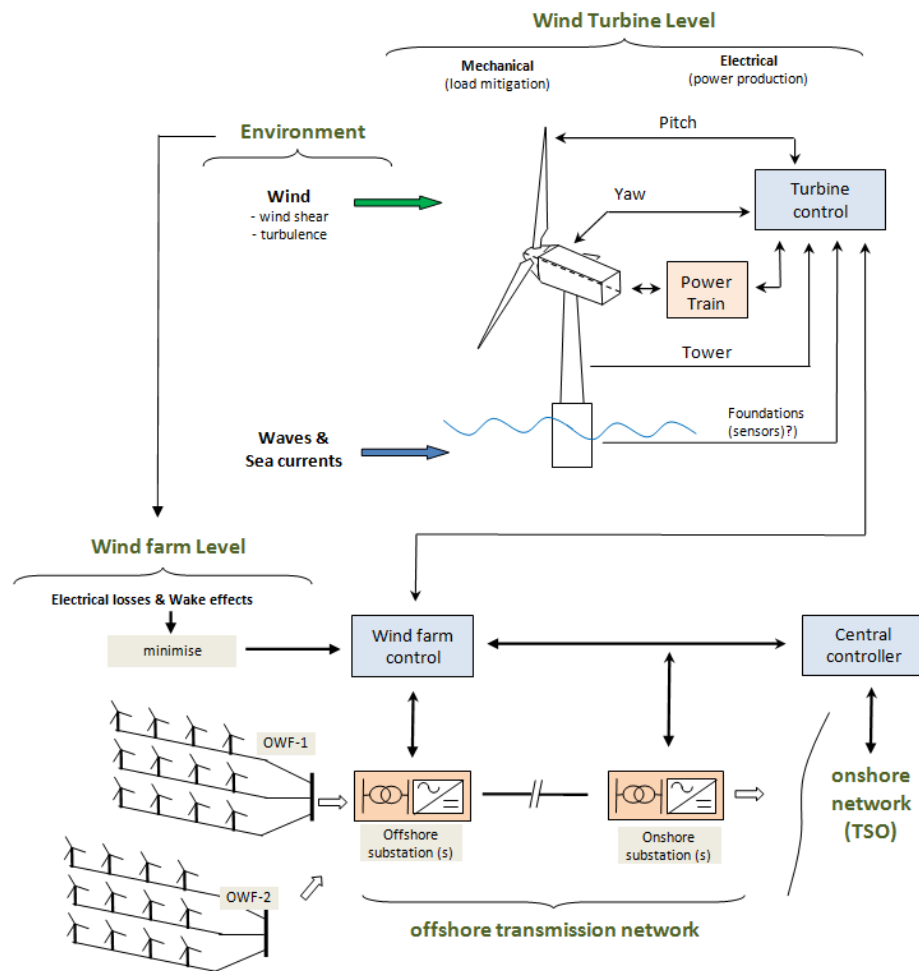 Wind Turbine Level
Mechanical
(load mitigation)
Electrical
(power production)
Environment
Pitch
Wind
- wind shear
- turbulence
Yaw
Turbine
control
Power
Train
Tower
Foundations
(sensors)?)
Waves &
Sea currents
Wind farm Level
Electrical losses & Wake effects
minimise
Wind farm
control
Central
controller
OWF-1
Offshore
substation (s)
Onshore
substation (s)
onshore
network
(TSO)
OWF-2
offshore transmission network